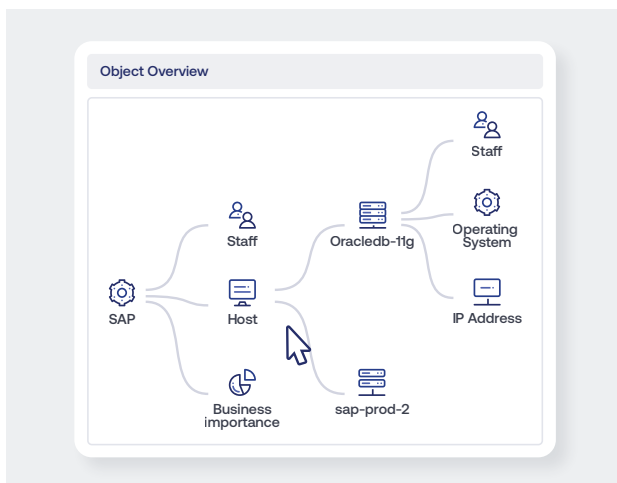 Object Overview
Staff
Operating
System
Staff
Oracledb-11g
SAP
Host
IP Address
Business
importance
sap-prod-2